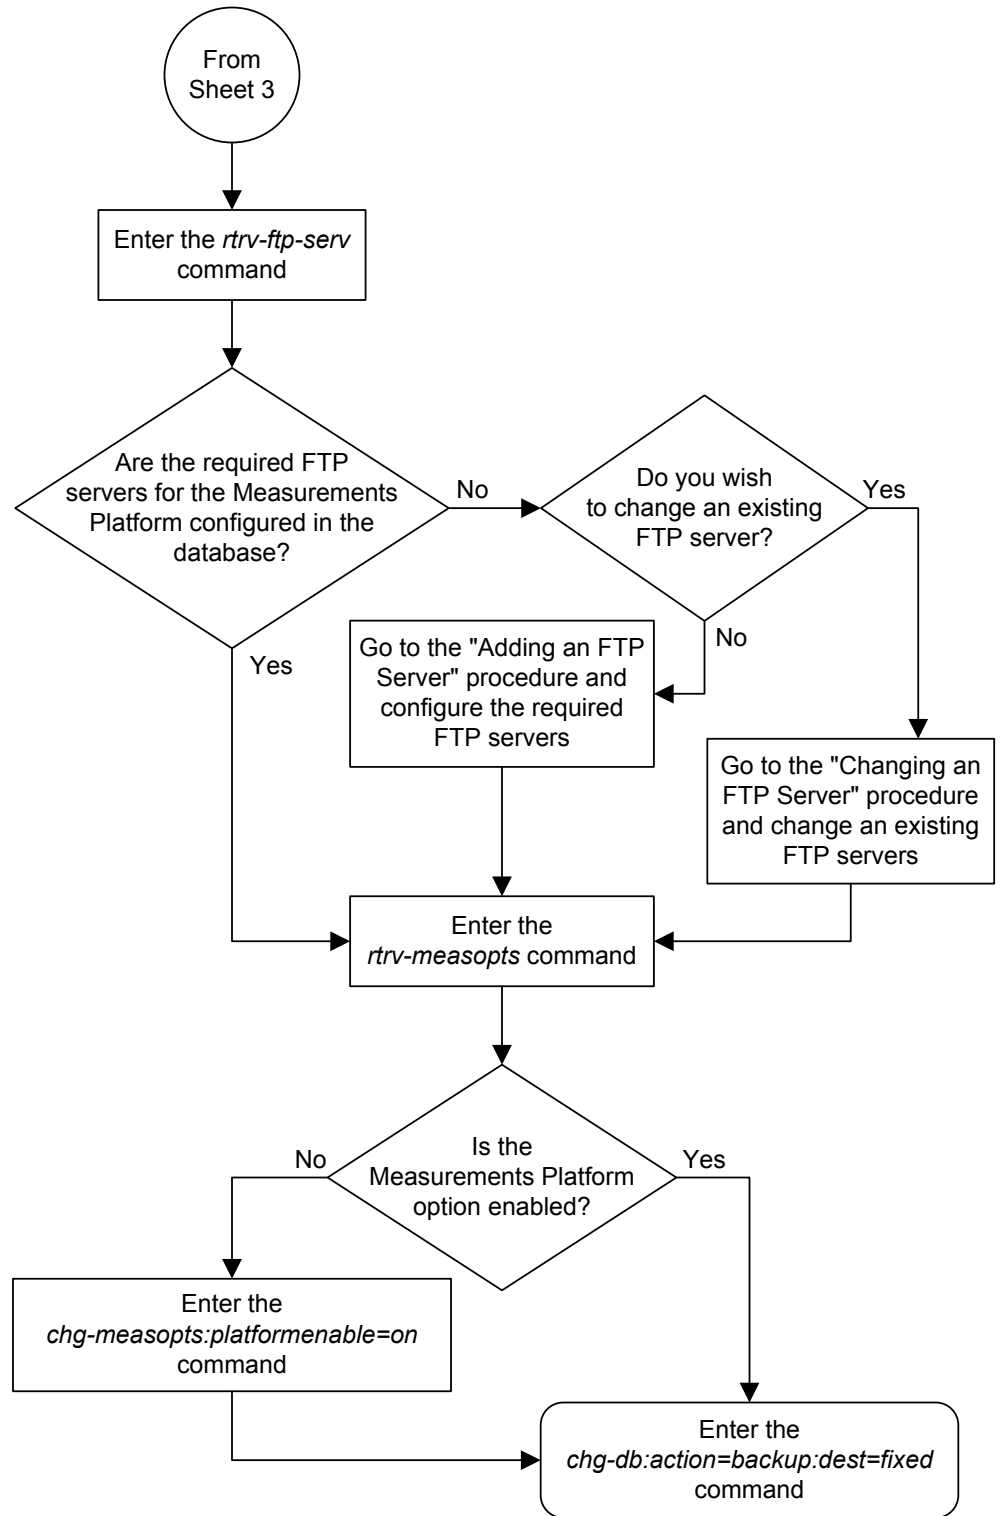 From
Sheet 3
Enter the rtrv-ftp-serv
command
Are the required FTP
servers for the Measurements
Platform configured in the
database?
No
Do you wish
to change an existing
FTP server?
Yes
No
Yes
Go to the "Adding an FTP
Server" procedure and
configure the required
FTP servers
Go to the "Changing an
FTP Server" procedure
and change an existing
FTP servers
Enter the
rtrv-measopts command
Is the
Measurements Platform
option enabled?
No
Yes
Enter the
chg-measopts:platformenable=on
command
Enter the
chg-db:action=backup:dest=fixed
command